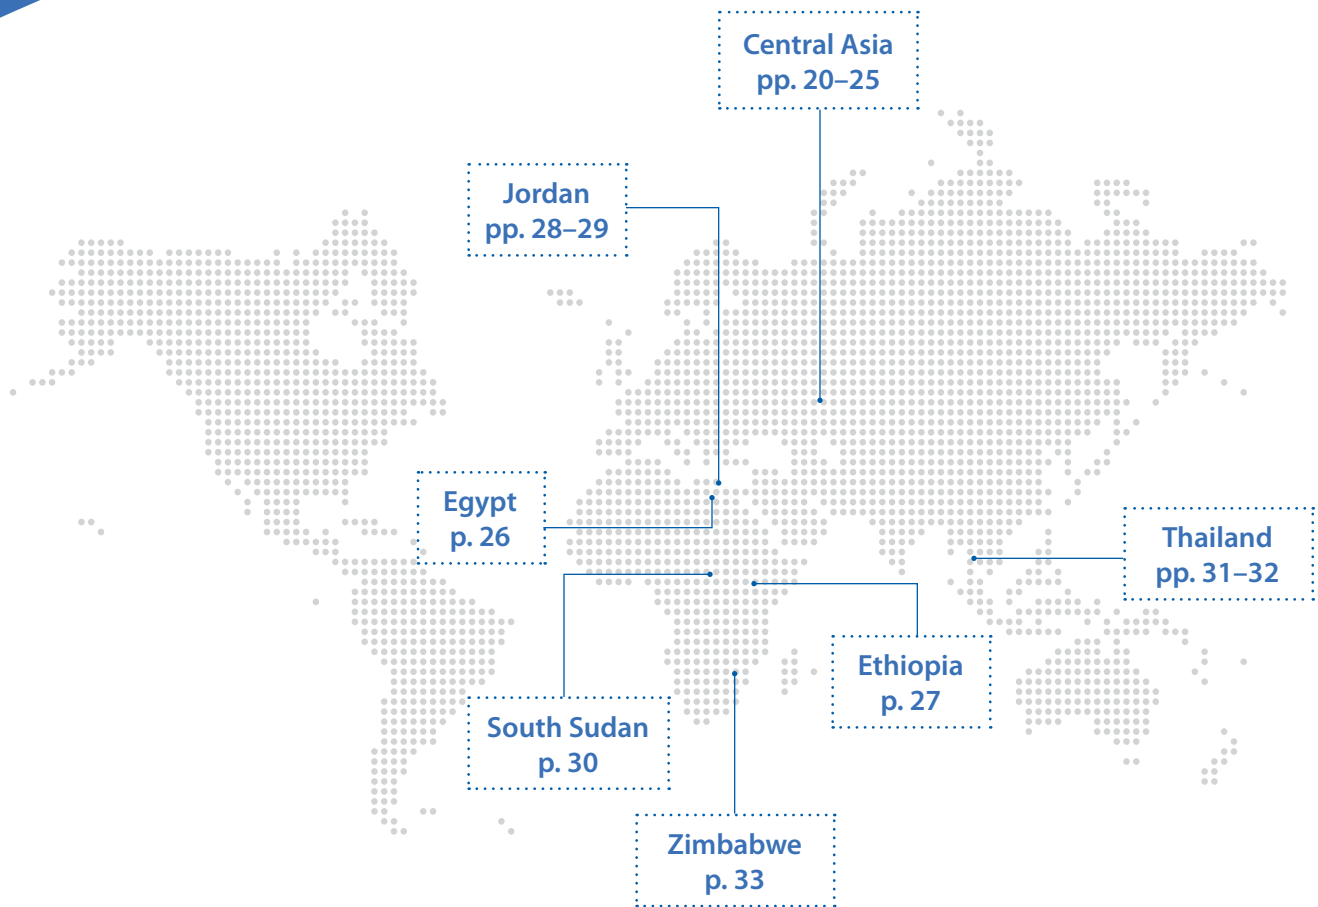 Central Asia
pp. 20–25
Jordan
pp. 28–29
Egypt
p. 26
Thailand
pp. 31–32
Ethiopia
p. 27
South Sudan
p. 30
Zimbabwe
p. 33